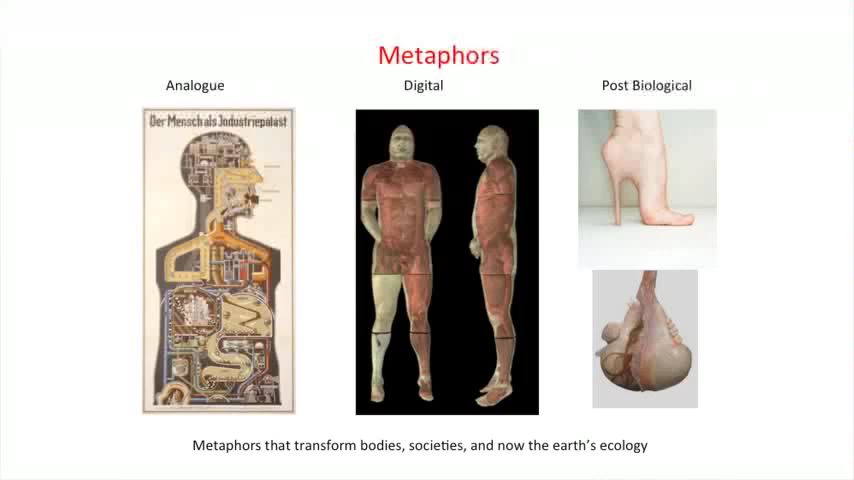 Metaphors
Analogue
Digital
Post Biological
Der Mensch als Industriepalast
Metaphors that transform bodies, societies, and now the earth's ecology